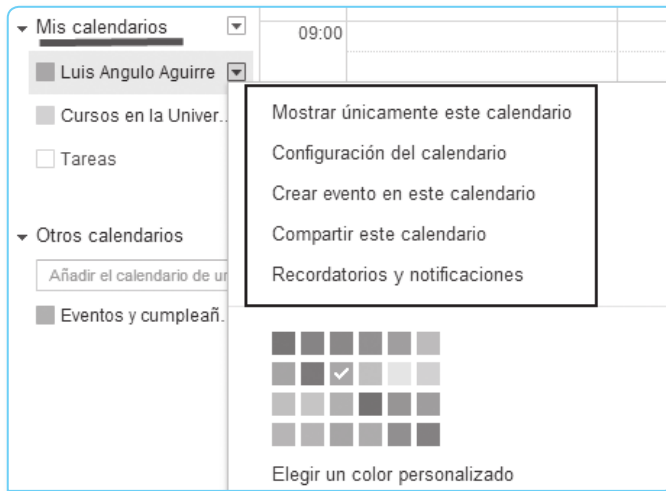 Mis calendarios
Luis Angulo Aguirre
Cursos en la Univer..
Tareas
Otros calendarios
Añadir el calendario de
Eventos y cumpleañ.
09:00
Mostrar únicamente este calendario
Configuración del calendario
Crear evento en este calendario
Compartir este calendario
Recordatorios y notificaciones
Elegir un color personalizado